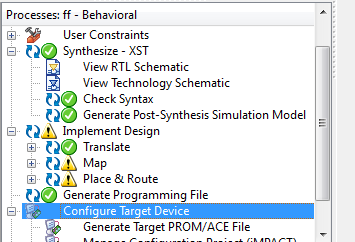 Processes: ff - Behavioral
User Constraints
Synthesize - XST
View RTL Schematic
View Technology Schematic
Check Syntax
Generate Post-Synthesis Simulation Model
Implement Design
Translate
Map
Place & Route
Generate Programming File
Configure Target Device
Generate Target PROM/ACE File
Manage Configuration Project (iMPACT)